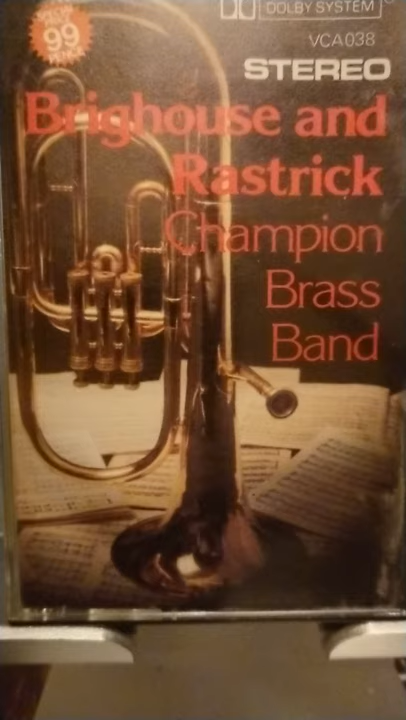 DOLBY SYSTEM
99
VCA038
STEREO
Brighouse and
Rastrick
Champion
Brass
Band